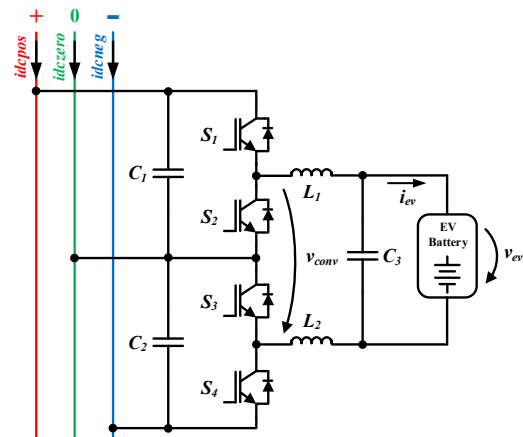 + 0 −
idcpos
idczero
idcneg
S1
C1
L1
iev
S2
EV
Battery
vconv
C3
vev
S3
L2
C2
S4